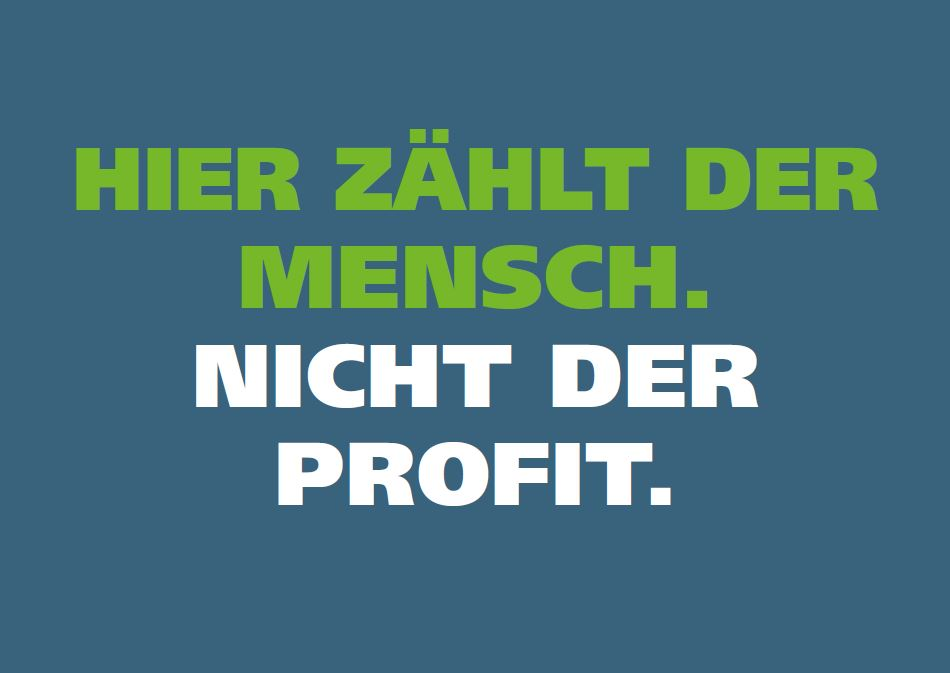 HIER ZÄHLT DER
MENSCH.
NICHT DER
PROFIT.